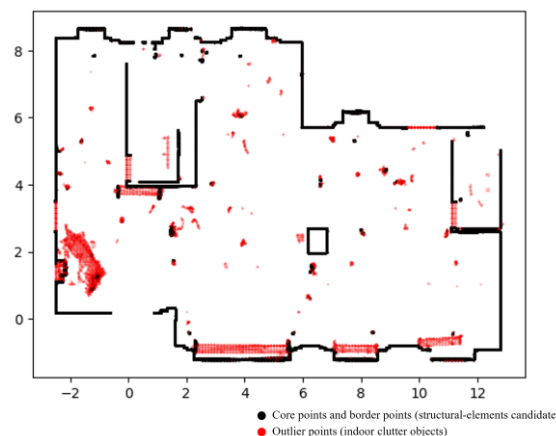 8
6
4
2
0
−2 0 2 4 6 8 10 12
Core points and border points (structural-elements candidate
Outlier points (indoor clutter objects)